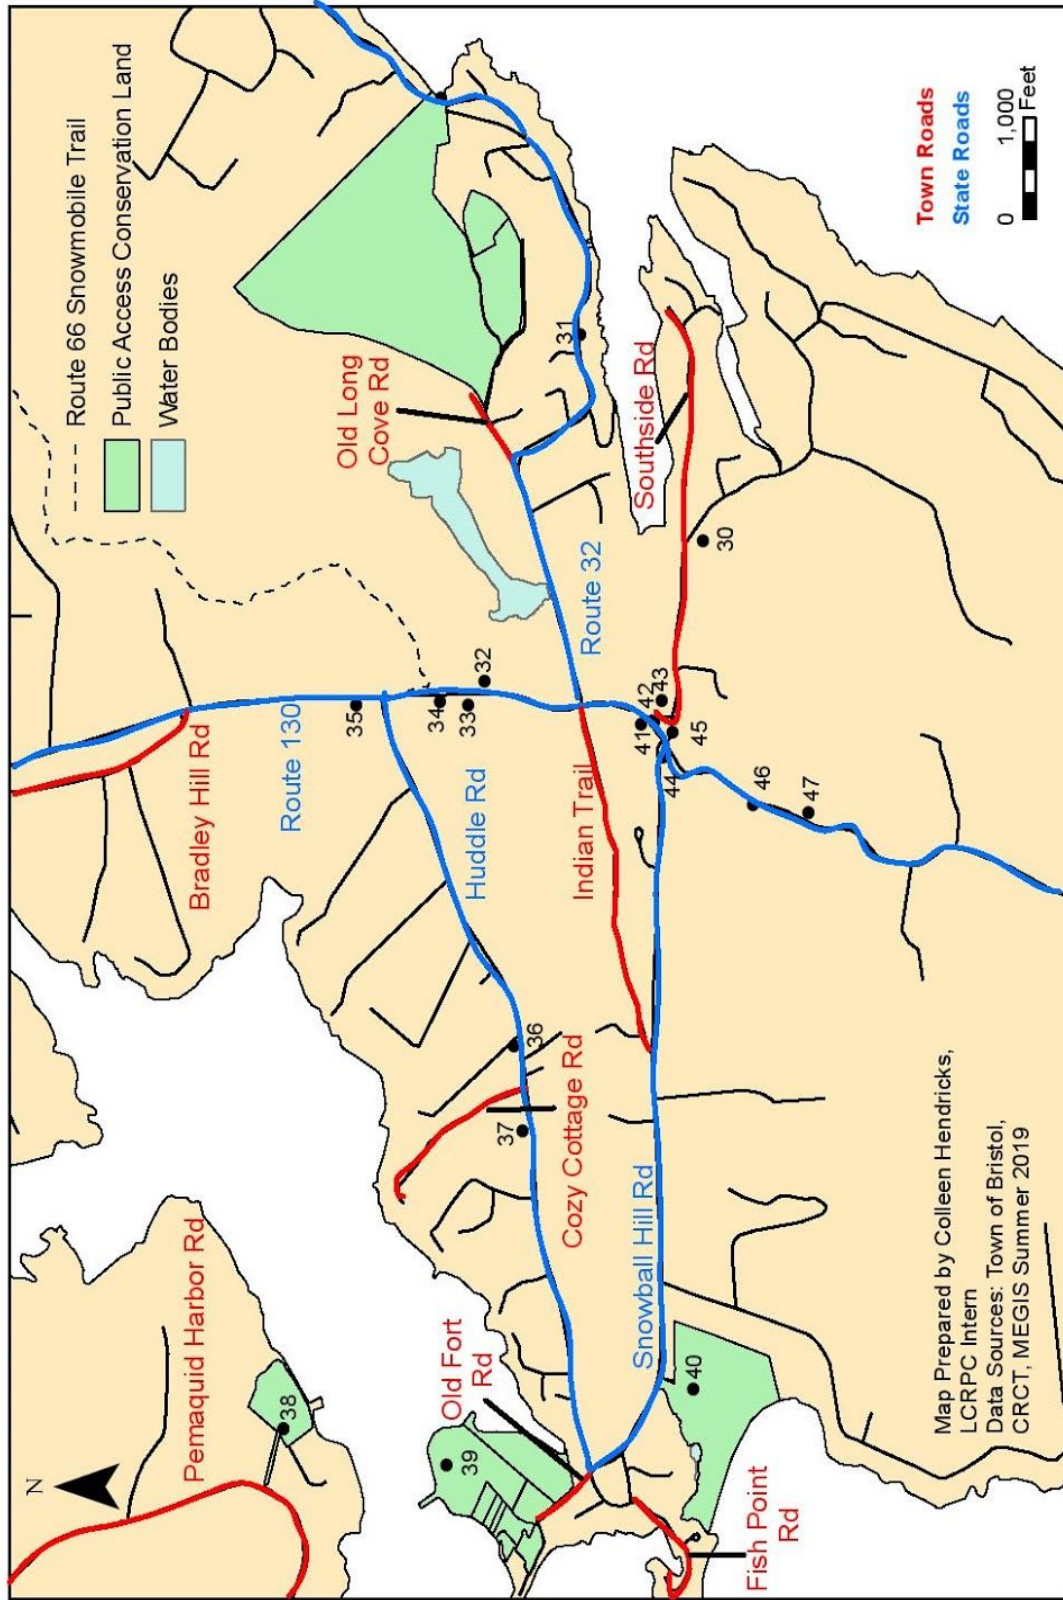 N
Route 66 Snowmobile Trail
Public Access Conservation Land
Water Bodies
Pemaquid Harbor Rd
38
Bradley Hill Rd
Route 130
35
34
33
32
Huddle Rd
Old Long
Cove Rd
31
Route 32
39
Old Fort
Rd
37
36
Cozy Cottage Rd
Indian Trail
Snowball Hill Rd
40
Fish Point
Rd
41
42
43
44
45
46
47
Southside Rd
30
Map Prepared by Colleen Hendricks,
LCRPC Intern
Data Sources: Town of Bristol,
CRCT, MEGIS Summer 2019
Town Roads
State Roads
0 1,000
Feet